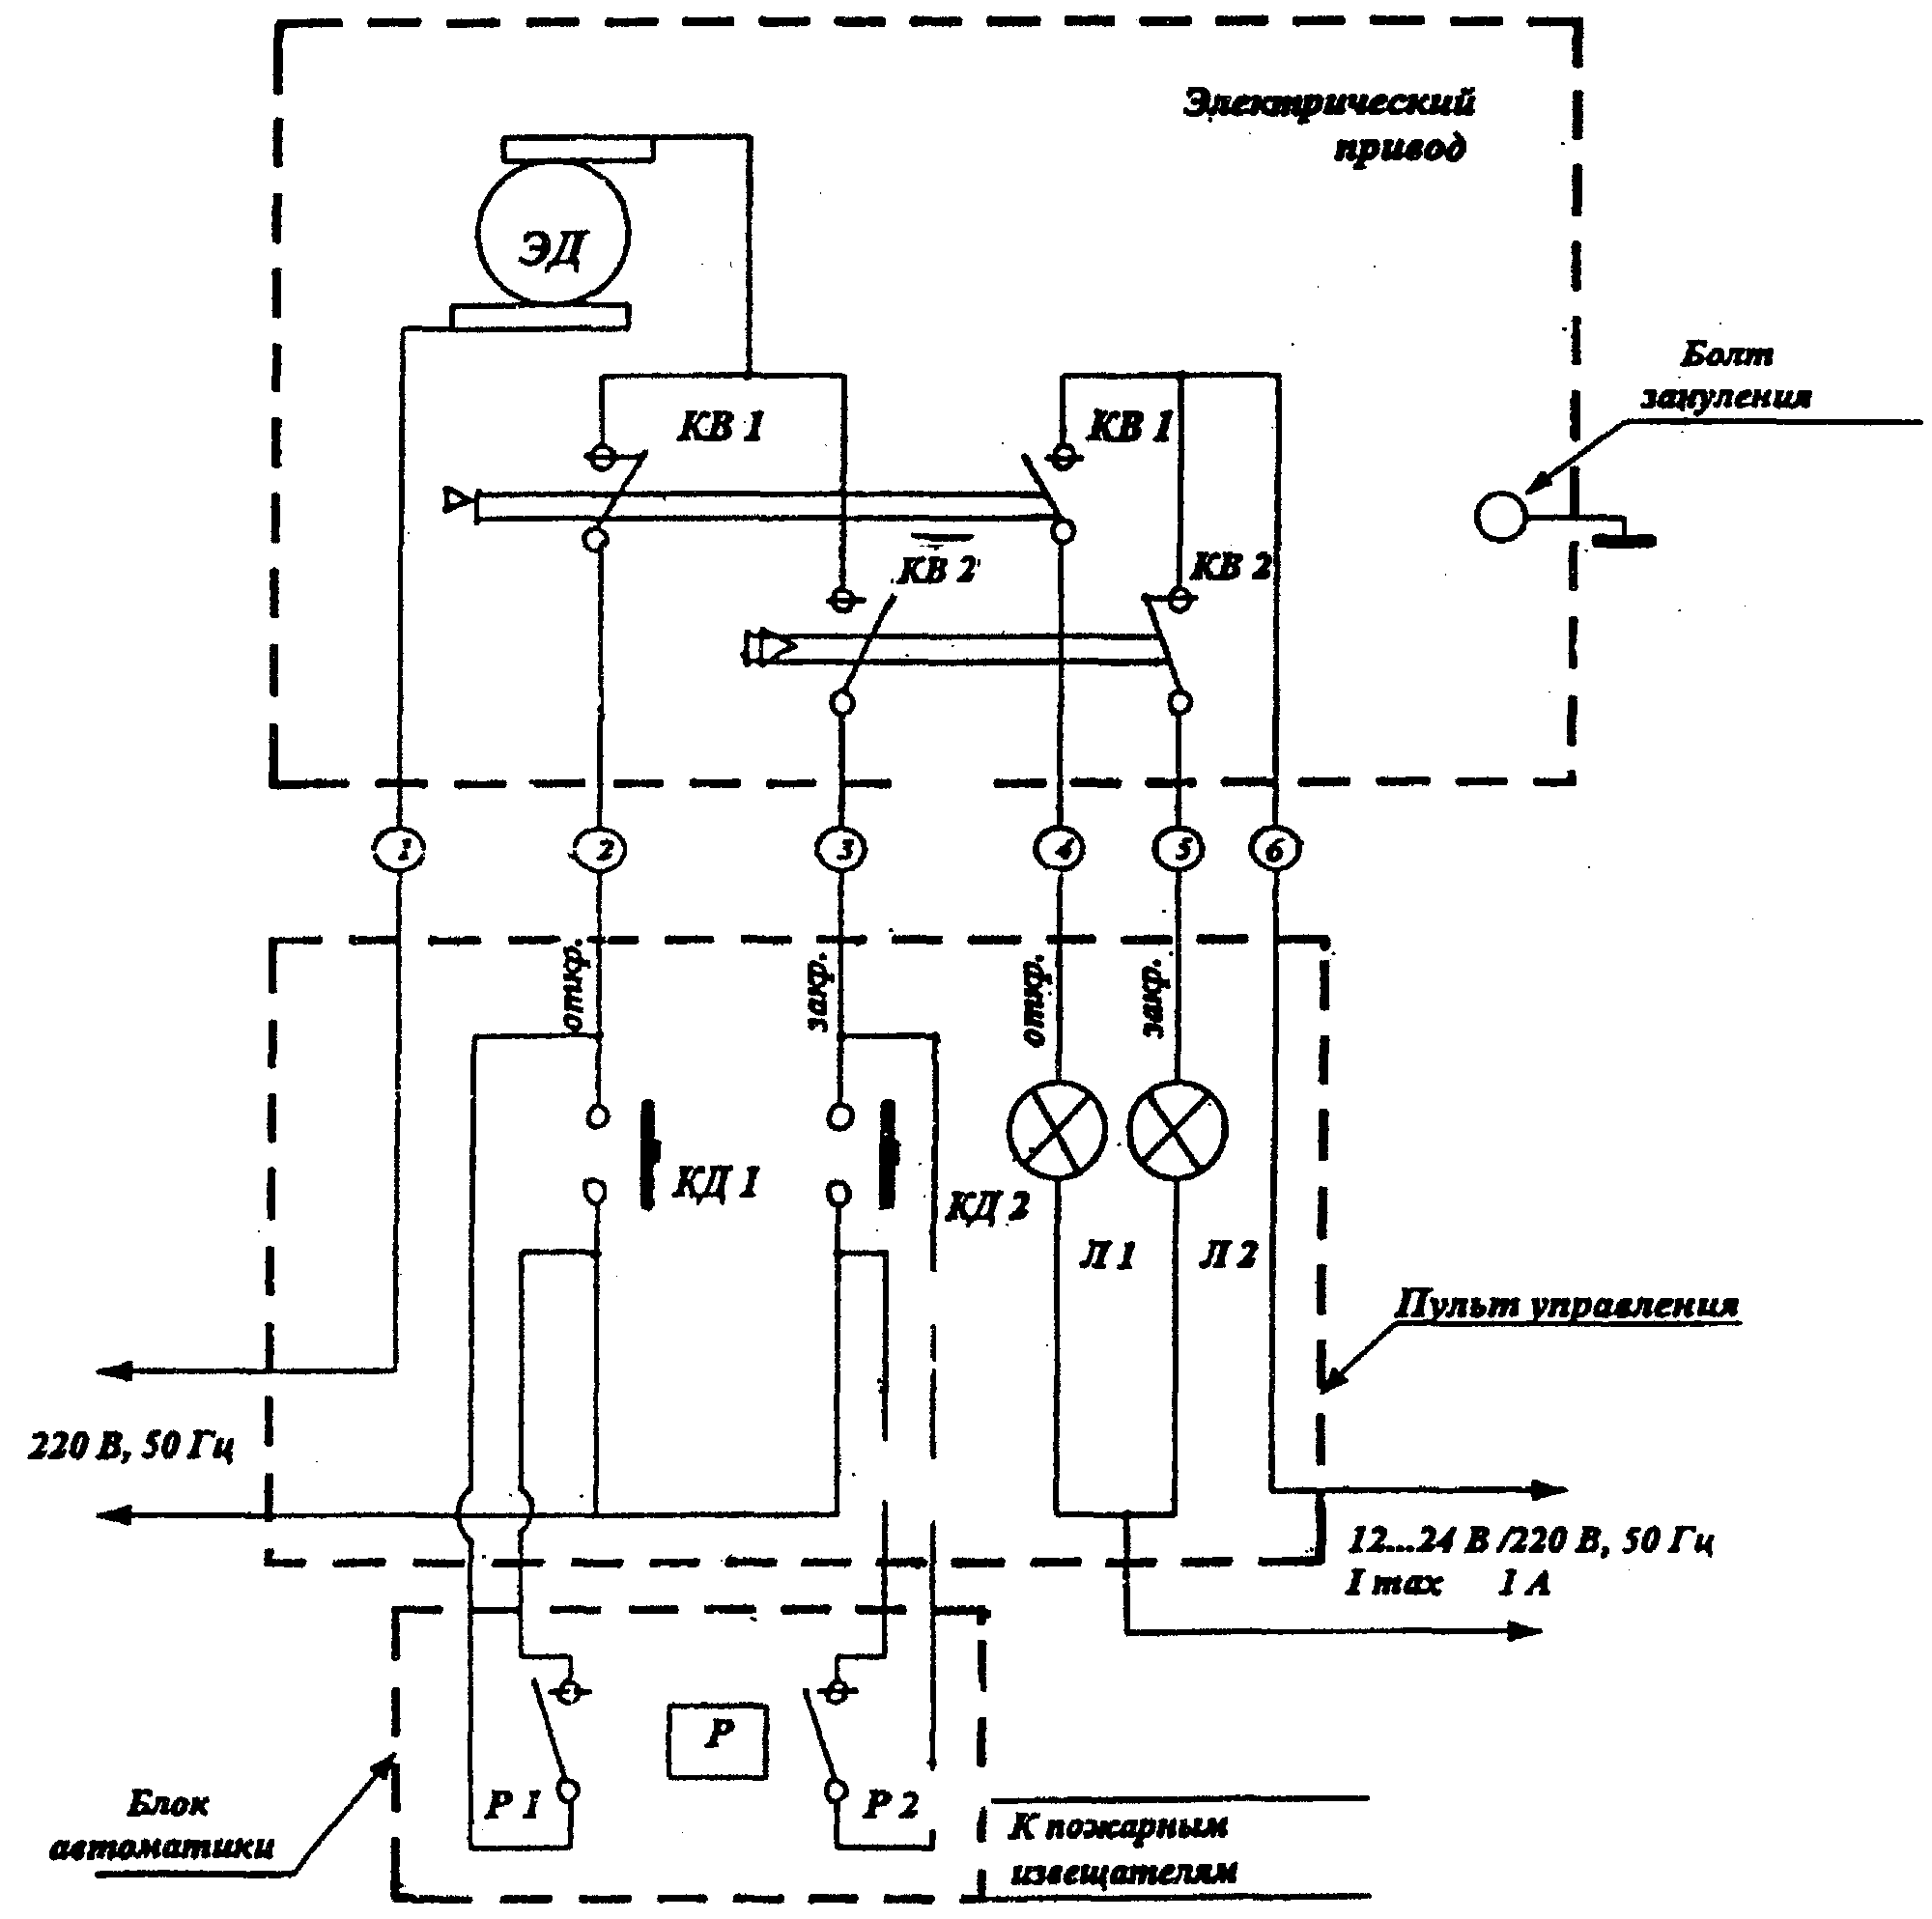 Электрический
привод
ЭД
Болт
зануления
КВ 1
КВ 1
КВ 2
КВ 2
1
2
3
4
5
6
откр.
закр.
откр.
закр.
КД 1
КД 2
Л 1
Л 2
Пульт управления
220 В, 50 Гц
12...24 В /220 В, 50 Гц
I max 1 А
Р
Р 1
Р 2
Блок
автоматики
К пожарным
извещателям